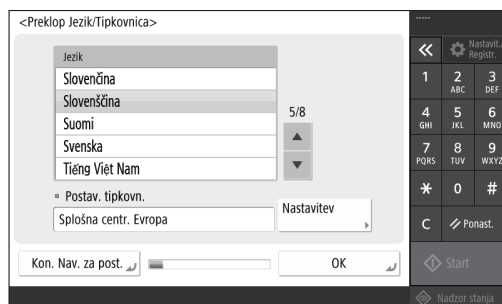 <Preklop Jezik/Tipkovnica>
Jezik
Slovenčina
Slovenščina
Suomi
Svenska
Tiếng Việt Nam
5/8
Postav. tipkovn.
Splošna centr. Evropa
Nastavitev
Kon. Nav. za post.
OK
-----
Nastavit./
Registr.
1
2
ABC
3
DEF
4
GHI
5
JKL
6
MNO
7
PQRS
8
TUV
9
WXYZ
*
0
#
C
Ponast.
Start
Nadzor stanja